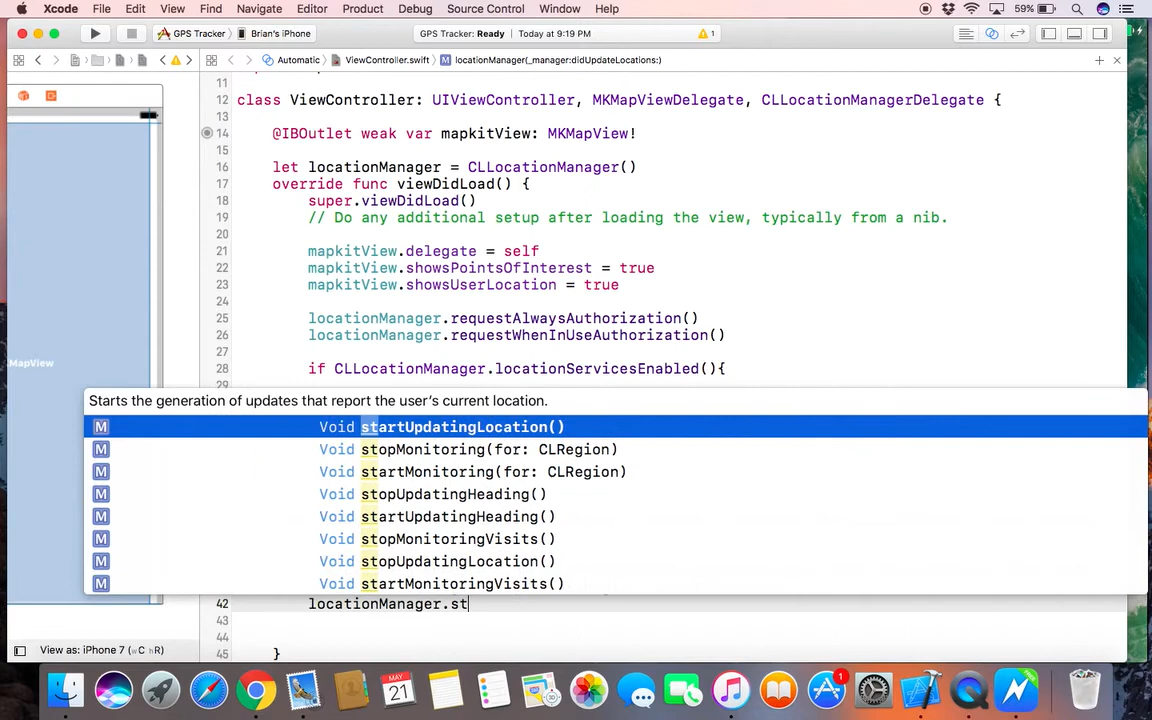 Xcode File Edit View Find Navigate Editor Product Debug Source Control Window Help 59%
GPS Tracker Brian's iPhone GPS Tracker: Ready Today at 9:19 PM 1
Automatic ViewController.swift M locationManager(_manager:didUpdateLocations:)
11
12 class ViewController: UIViewController, MKMapViewDelegate, CLLocationManagerDelegate {
13
14 @IBOutlet weak var mapkitView: MKMapView!
15
16 let locationManager = CLLocationManager()
17 override func viewDidLoad() {
18 super.viewDidLoad()
19 // Do any additional setup after loading the view, typically from a nib.
20
21 mapkitView.delegate = self
22 mapkitView.showsPointsOfInterest = true
23 mapkitView.showsUserLocation = true
24
25 locationManager.requestAlwaysAuthorization()
26 locationManager.requestWhenInUseAuthorization()
27
MapView
28 if CLLocationManager.locationServicesEnabled(){
29
Starts the generation of updates that report the user's current location.
M Void startUpdatingLocation()
M Void stopMonitoring(for: CLRegion)
M Void startMonitoring(for: CLRegion)
M Void stopUpdatingHeading()
M Void startUpdatingHeading()
M Void stopMonitoringVisits()
M Void stopUpdatingLocation()
M Void startMonitoringVisits()
42 locationManager.st
43
44
45 }
View as: iPhone 7 (wC hR)
MAY
21
3D
1